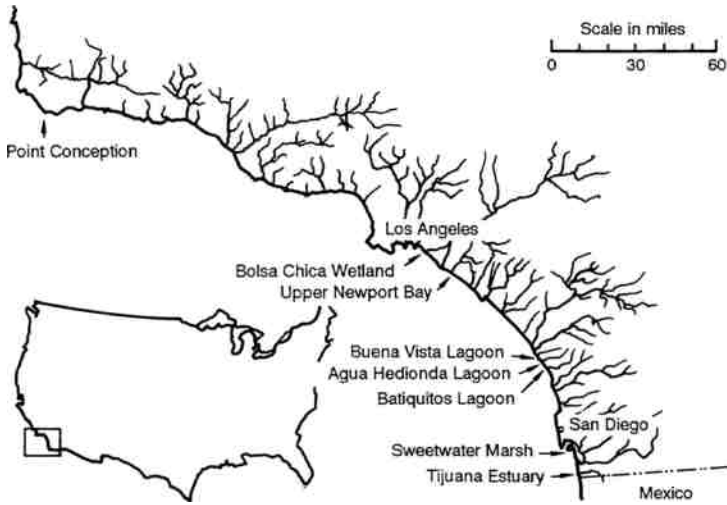 Scale in miles
0 30 60
Point Conception
Los Angeles
Bolsa Chica Wetland
Upper Newport Bay
Buena Vista Lagoon
Agua Hedionda Lagoon
Batiquitos Lagoon
San Diego
Sweetwater Marsh
Tijuana Estuary
Mexico